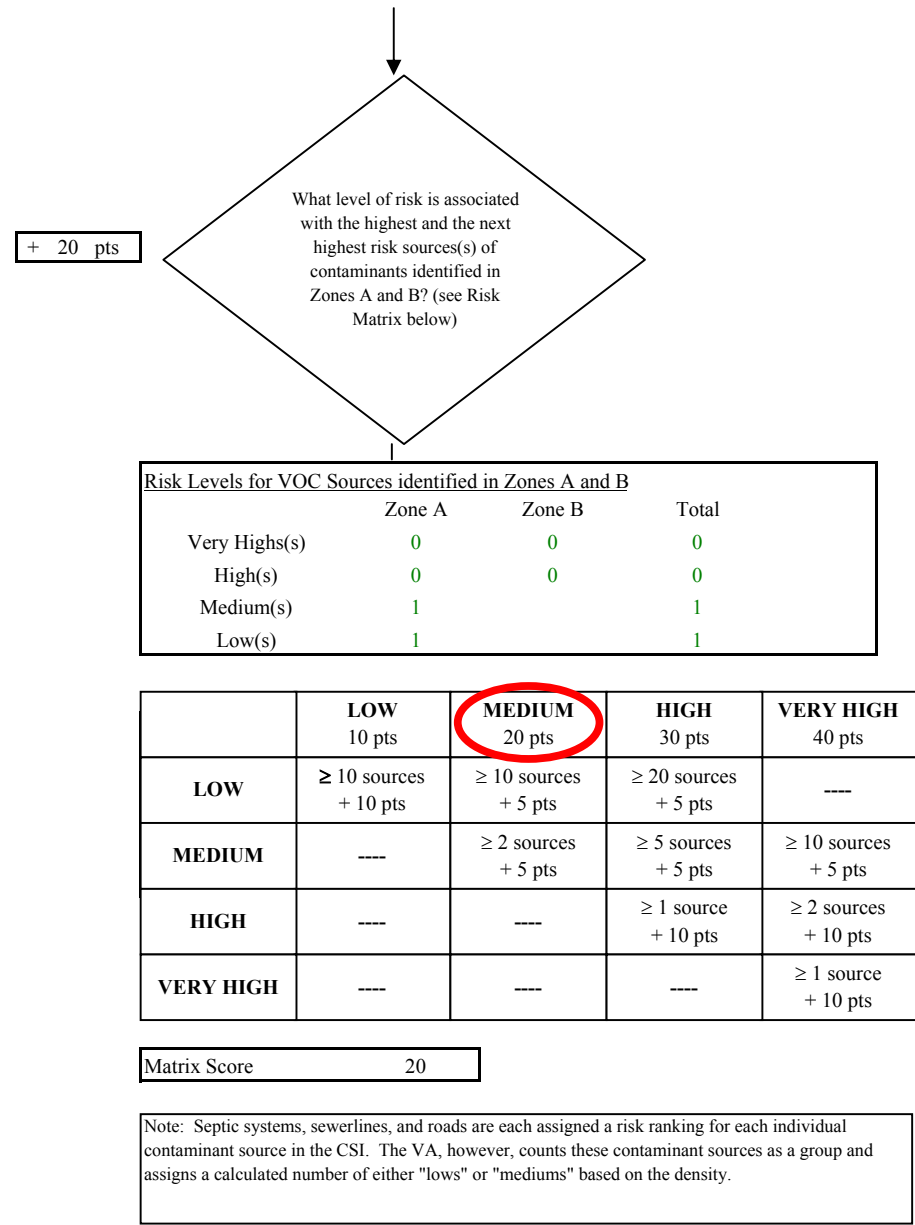 What level of risk is associated
with the highest and the next
highest risk sources(s) of
contaminants identified in
Zones A and B? (see Risk
Matrix below)
+ 20 pts
Risk Levels for VOC Sources identified in Zones A and B
Zone A Zone B Total
Very Highs(s) 0 0 0
High(s) 0 0 0
Medium(s) 1 1
Low(s) 1 1
LOW MEDIUM HIGH VERY HIGH
10 pts 20 pts 30 pts 40 pts
LOW ≥ 10 sources ≥ 10 sources ≥ 20 sources ----
+ 10 pts + 5 pts + 5 pts
MEDIUM ---- ≥ 2 sources ≥ 5 sources ≥ 10 sources
+ 5 pts + 5 pts + 5 pts
HIGH ---- ---- ≥ 1 source ≥ 2 sources
+ 10 pts + 10 pts
VERY HIGH ---- ---- ---- ≥ 1 source
+ 10 pts
Matrix Score 20
Note: Septic systems, sewerlines, and roads are each assigned a risk ranking for each individual
contaminant source in the CSI. The VA, however, counts these contaminant sources as a group and
assigns a calculated number of either "lows" or "mediums" based on the density.